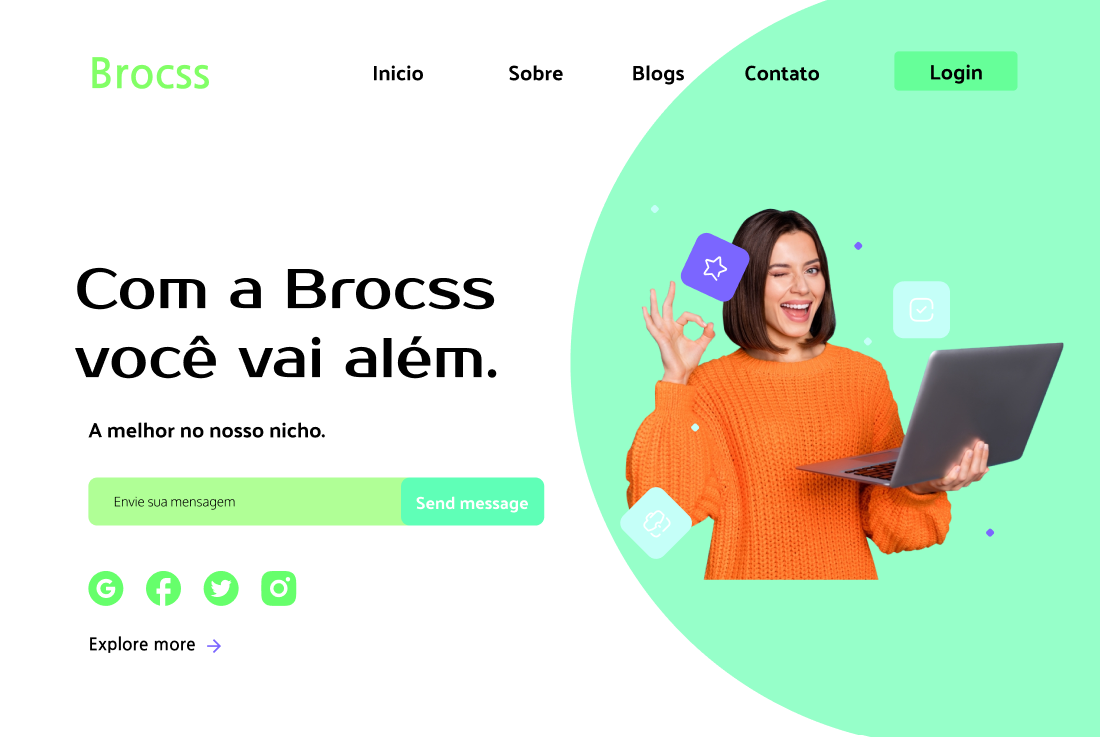 Brocss
Inicio
Sobre
Blogs
Contato
Login
Com a Brocss
você vai além.
A melhor no nosso nicho.
Envie sua mensagem
Send message
Explore more